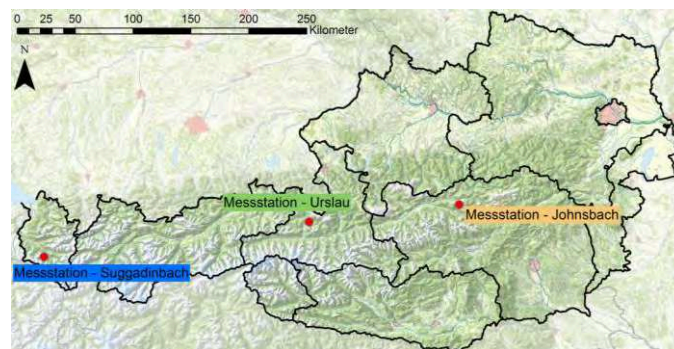 0 25 50 100 150 200 250
Kilometer
N
Messstation - Urslau
Messstation - Johnsbach
Messstation - Suggadinbach